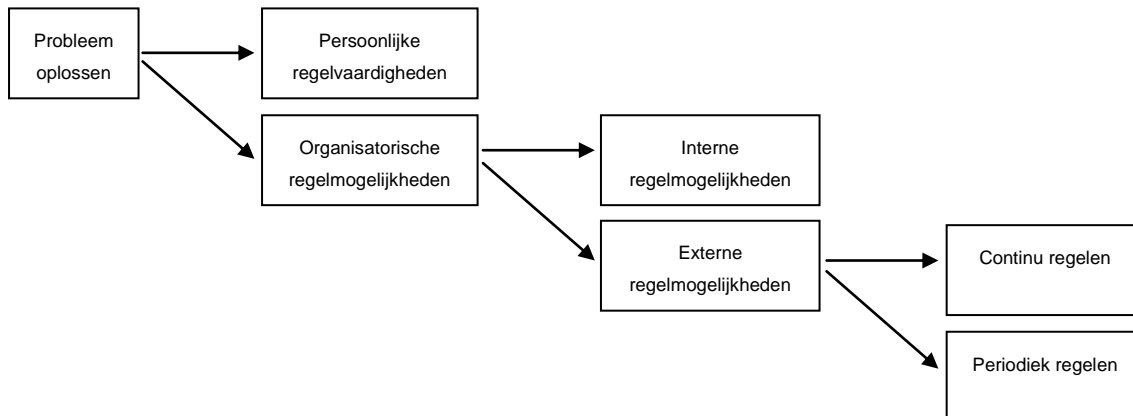 Probleem
oplossen
Persoonlijke
regelvaardigheden
Organisatorische
regelmogelijkheden
Interne
regelmogelijkheden
Externe
regelmogelijkheden
Continu regelen
Periodiek regelen